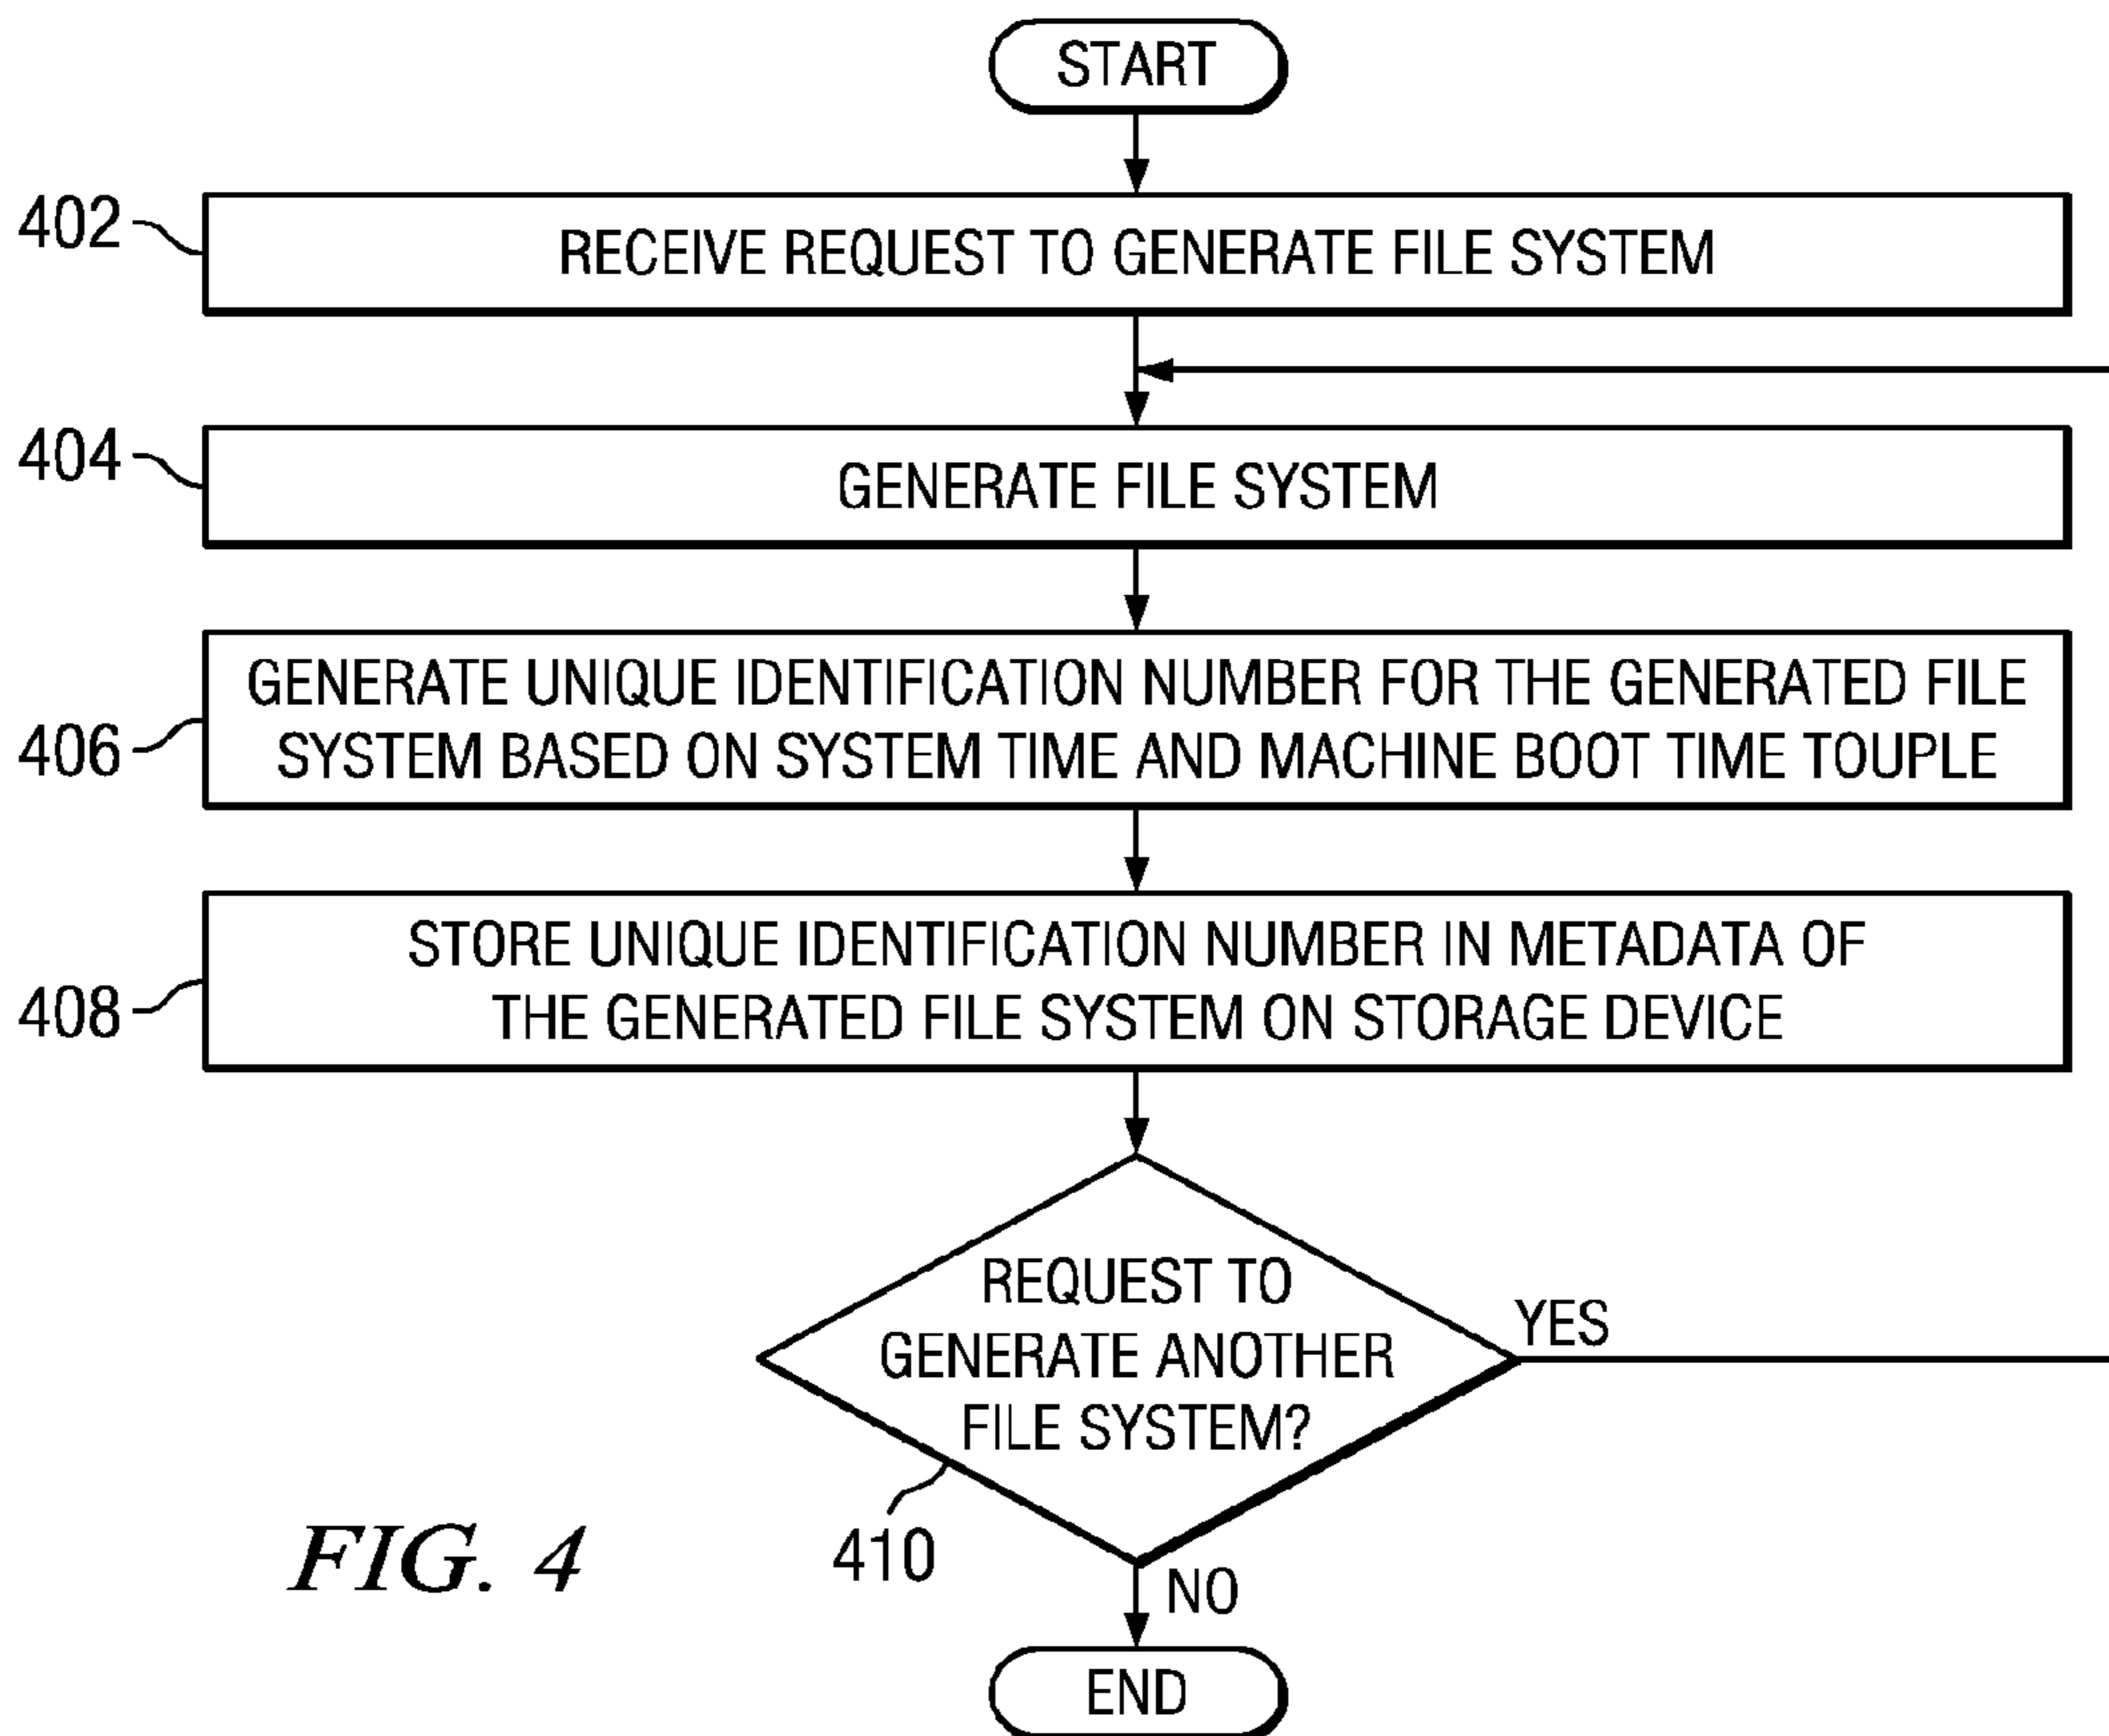 START
402
RECEIVE REQUEST TO GENERATE FILE SYSTEM
404
GENERATE FILE SYSTEM
406
GENERATE UNIQUE IDENTIFICATION NUMBER FOR THE GENERATED FILE
SYSTEM BASED ON SYSTEM TIME AND MACHINE BOOT TIME TOUPLE
408
STORE UNIQUE IDENTIFICATION NUMBER IN METADATA OF
THE GENERATED FILE SYSTEM ON STORAGE DEVICE
REQUEST TO
GENERATE ANOTHER
FILE SYSTEM?
YES
410
NO
END
FIG. 4